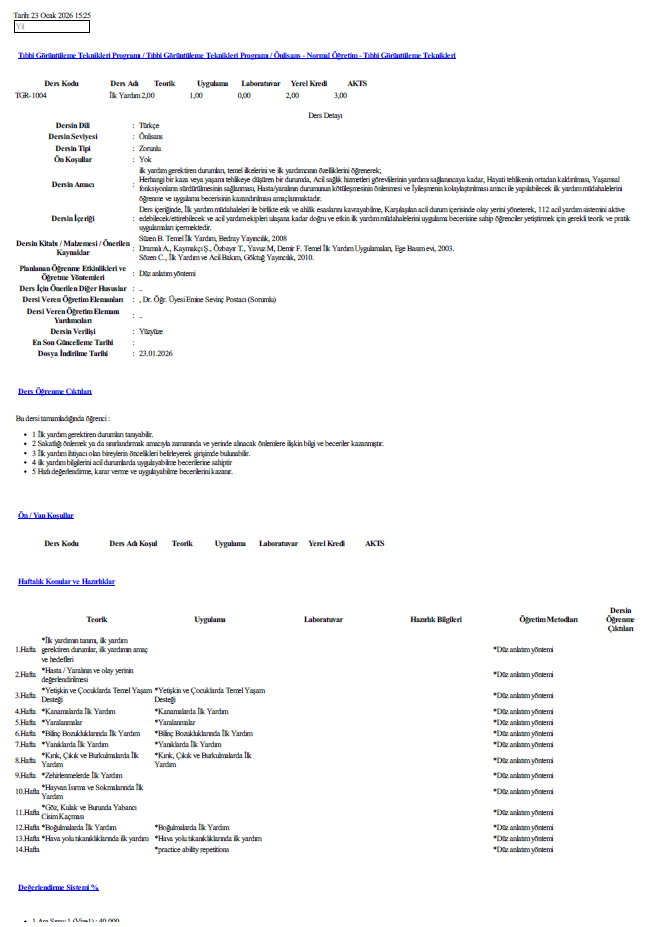 Tarih: 23 Ocak 2026 15:25
Yıl
Tıbbi Görüntüleme Teknikleri Programı / Tıbbi Görüntüleme Teknikleri Programı / Önlisans - Normal Öğretim - Tıbbi Görüntüleme Teknikleri
Ders Kodu Ders Adı Teorik Uygulama Laboratuvar Yerel Kredi AKTS
TGR-1004 İlk Yardım 2,00 1,00 0,00 2,00 3,00
Ders Detayı
Dersin Dili : Türkçe
Dersin Seviyesi : Önlisans
Dersin Tipi : Zorunlu
Ön Koşullar : Yok
Dersin Amacı : ilk yardım gerektiren durumları, temel ilkelerini ve ilk yardımcının özelliklerini öğrenerek;
Herhangi bir kaza veya yaşamı tehlikeye düşüren bir durumda, Acil sağlık hizmetleri görevlilerinin yardımı sağlanıncaya kadar, Hayati tehlikenin ortadan kaldırılması, Yaşamsal
fonksiyonların sürdürülmesinin sağlanması, Hasta/yaralının durumunun kötüleşmesinin önlenmesi ve İyileşmenin kolaylaştırılması amacı ile yapılabilecek ilk yardım müdahalelerini
öğrenme ve uygulama becerisinin kazandırılması amaçlanmaktadır.
Dersin İçeriği : Ders içeriğinde, İlk yardım müdahaleleri ile birlikte etik ve ahlâk esaslarını kavrayabilme, Karşılaşılan acil durum içerisinde olay yerini yöneterek, 112 acil yardım sistemini aktive
edebilecek/ettirebilecek ve acil yardım ekipleri ulaşana kadar doğru ve etkin ilk yardım müdahalelerini uygulama becerisine sahip öğrenciler yetiştirmek için gerekli teorik ve pratik
uygulamaları içermektedir.
Dersin Kitabı / Malzemesi / Önerilen Kaynaklar : Süzen B. Temel İlk Yardım, Bedray Yayıncılık, 2008
Dramalı A., Kaymakçı Ş., Özbayır T., Yavuz M, Demir F. Temel İlk Yardım Uygulamaları, Ege Basım evi, 2003.
Sözen C., İlk Yardım ve Acil Bakım, Göktuğ Yayıncılık, 2010.
Planlanan Öğrenme Etkinlikleri ve Öğretme Yöntemleri : Düz anlatım yöntemi
Ders İçin Önerilen Diğer Hususlar : ..
Dersi Veren Öğretim Elemanları : , Dr. Öğr. Üyesi Emine Sevinç Postacı (Sorumlu)
Dersi Veren Öğretim Elemanı Yardımcıları : ..
Dersin Verilişi : Yüzyüze
En Son Güncelleme Tarihi :
Dosya İndirilme Tarihi : 23.01.2026
Ders Öğrenme Çıktıları
Bu dersi tamamladığında öğrenci :
• 1 İlk yardım gerektiren durumları tanıyabilir.
• 2 Sakatlığı önlemek ya da sınırlandırmak amacıyla zamanında ve yerinde alınacak önlemlere ilişkin bilgi ve beceriler kazanmıştır.
• 3 İlk yardım ihtiyacı olan bireylerin öncelikleri belirleyerek girişimde bulunabilir.
• 4 ilk yardım bilgilerini acil durumlarda uygulayabilme becerilerine sahiptir
• 5 Hızlı değerlendirme, karar verme ve uygulayabilme becerilerini kazanır.
Ön / Yan Koşullar
Ders Kodu Ders Adı Koşul Teorik Uygulama Laboratuvar Yerel Kredi AKTS
Haftalık Konular ve Hazırlıklar
Teorik Uygulama Laboratuvar Hazırlık Bilgileri Öğretim Metodları Dersin Öğrenme Çıktıları
1.Hafta *İlk yardımın tanımı, ilk yardım gerektiren durumlar, ilk yardımın amaç ve hedefleri *Düz anlatım yöntemi
2.Hafta *Hasta / Yaralının ve olay yerinin değerlendirilmesi *Düz anlatım yöntemi
3.Hafta *Yetişkin ve Çocuklarda Temel Yaşam Desteği *Yetişkin ve Çocuklarda Temel Yaşam Desteği *Düz anlatım yöntemi
4.Hafta *Kanamalarda İlk Yardım *Kanamalarda İlk Yardım *Düz anlatım yöntemi
5.Hafta *Yaralanmalar *Yaralanmalar *Düz anlatım yöntemi
6.Hafta *Bilinç Bozukluklarında İlk Yardım *Bilinç Bozukluklarında İlk Yardım *Düz anlatım yöntemi
7.Hafta *Yanıklarda İlk Yardım *Yanıklarda İlk Yardım *Düz anlatım yöntemi
8.Hafta *Kırık, Çıkık ve Burkulmalarda İlk Yardım *Kırık, Çıkık ve Burkulmalarda İlk Yardım *Düz anlatım yöntemi
9.Hafta *Zehirlenmelerde İlk Yardım *Düz anlatım yöntemi
10.Hafta *Hayvan Isırma ve Sokmalarında İlk Yardım *Düz anlatım yöntemi
11.Hafta *Göz, Kulak ve Burunda Yabancı Cisim Kaçması *Düz anlatım yöntemi
12.Hafta *Boğulmalarda İlk Yardım *Boğulmalarda İlk Yardım *Düz anlatım yöntemi
13.Hafta *Hava yolu tıkanıklıklarında ilk yardım *Hava yolu tıkanıklıklarında ilk yardım *Düz anlatım yöntemi
14.Hafta *practice ability repetitions *Düz anlatım yöntemi
Değerlendirme Sistemi %
• 1 Ara Sınav 1 (Vize1) : 40.000